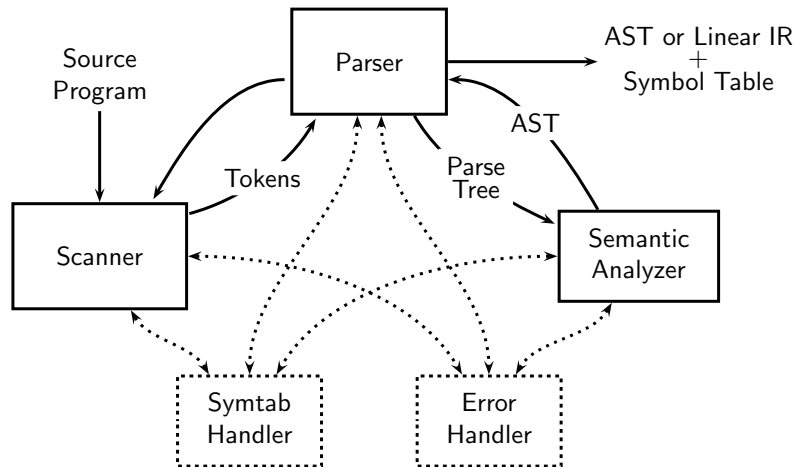 Parser
AST or Linear IR
+
Symbol Table
Source
Program
AST
Tokens
Parse
Tree
Scanner
Semantic
Analyzer
Symtab
Handler
Error
Handler